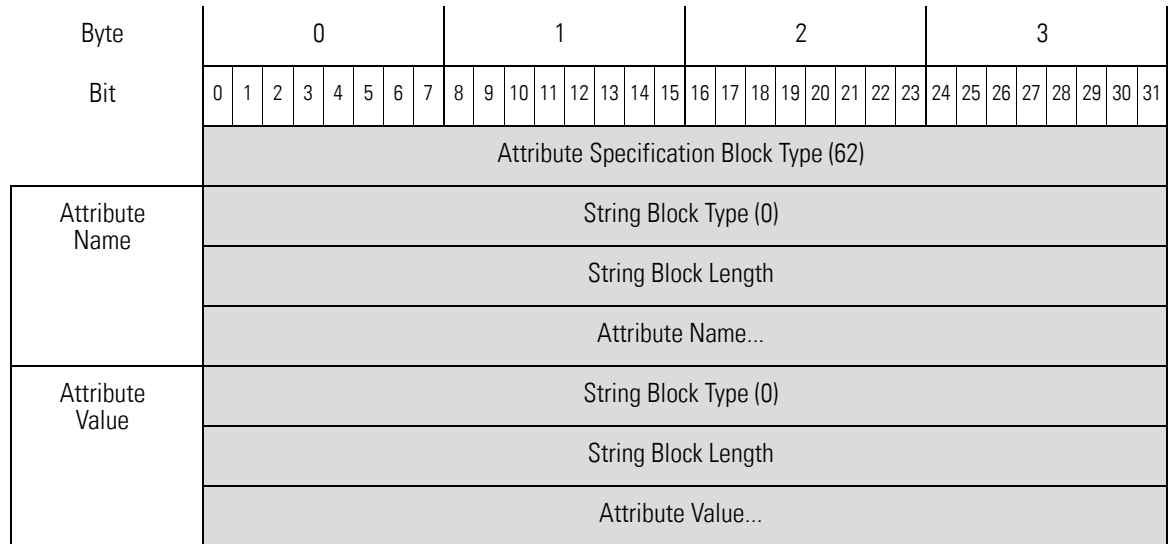 Byte 0 1 2 3
Bit 0 1 2 3 4 5 6 7 8 9 10 11 12 13 14 15 16 17 18 19 20 21 22 23 24 25 26 27 28 29 30 31
Attribute Specification Block Type (62)
Attribute
Name
String Block Type (0)
String Block Length
Attribute Name...
Attribute
Value
String Block Type (0)
String Block Length
Attribute Value...